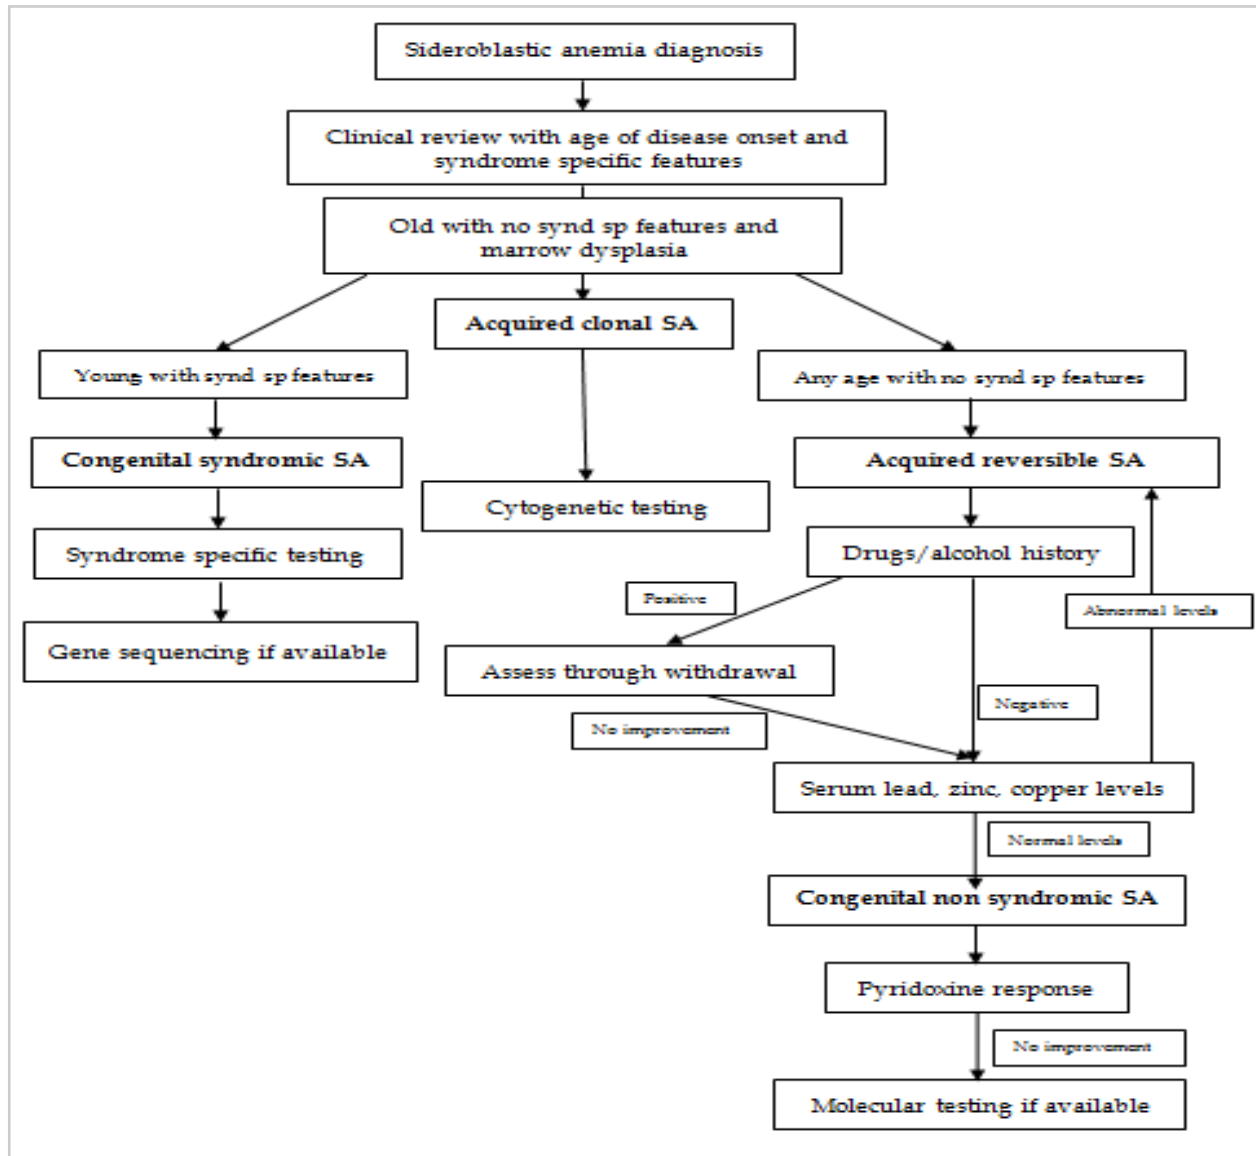 Sideroblastic anemia diagnosis
Clinical review with age of disease onset and
syndrome specific features
Old with no synd sp features and
marrow dysplasia
Acquired clonal SA
Young with synd sp features
Any age with no synd sp features
Congenital syndromic SA
Acquired reversible SA
Cytogenetic testing
Syndrome specific testing
Drugs/alcohol history
Positive
Abnormal levels
Gene sequencing if available
Assess through withdrawal
Negative
No improvement
Serum lead, zinc, copper levels
Normal levels
Congenital non syndromic SA
Pyridoxine response
No improvement
Molecular testing if available